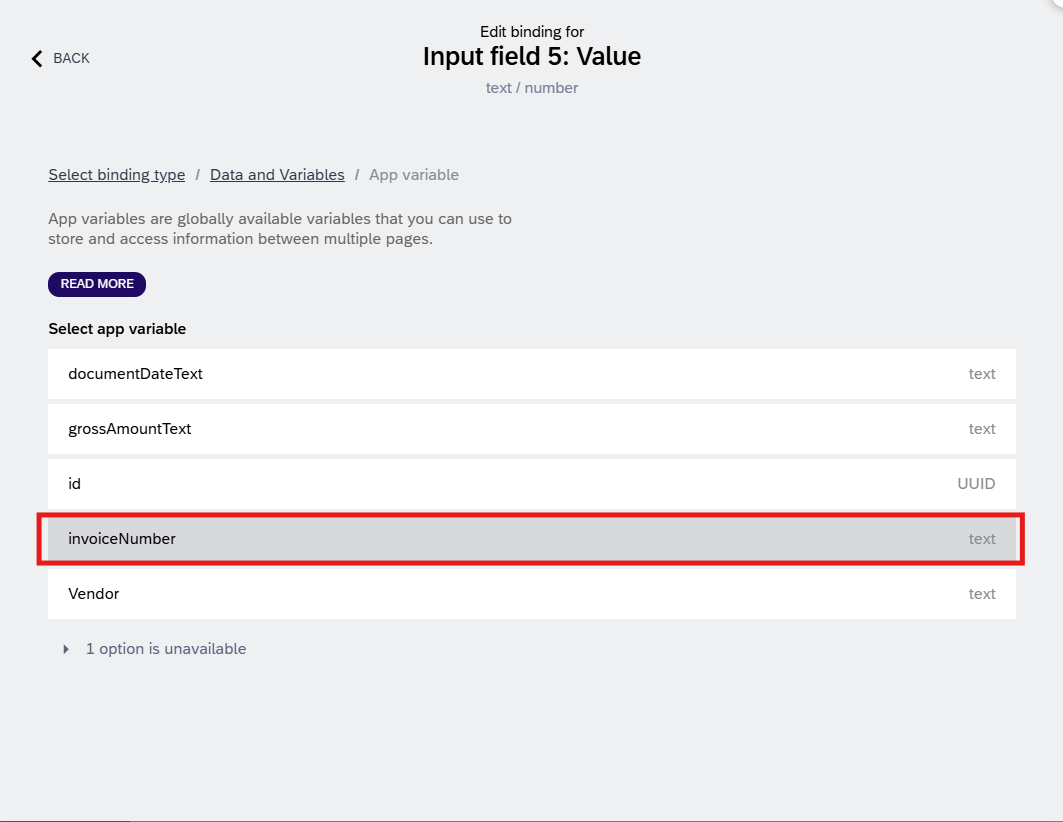 Edit binding for
BACK
Input field 5: Value
text / number
Select binding type / Data and Variables / App variable
App variables are globally available variables that you can use to
store and access information between multiple pages.
READ MORE
Select app variable
documentDateText text
grossAmountText text
id UUID
invoiceNumber text
Vendor text
1 option is unavailable